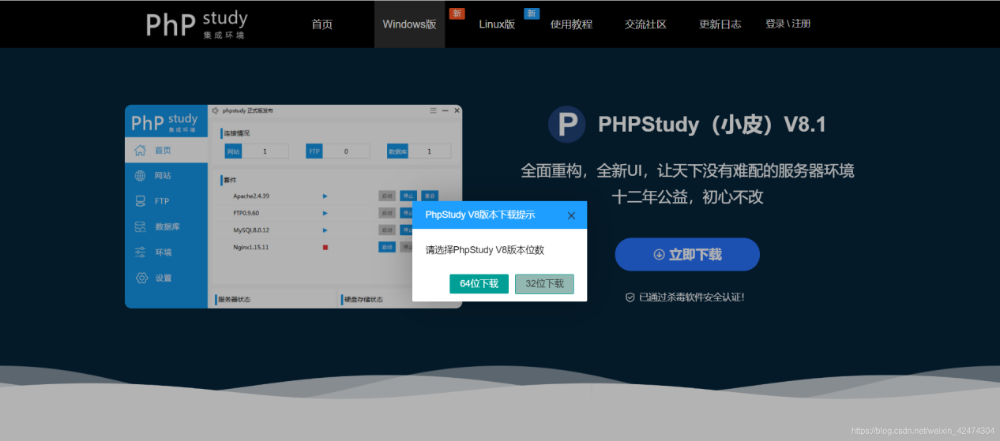 PhP study
集成环境
首页
Windows版
新
Linux版
新
使用教程
交流社区
更新日志
登录 \ 注册
PhP study
集成环境
首页
网站
FTP
数据库
环境
设置
phpstudy 正式版发布
连接情况
网站 1
FTP 0
数据库 1
套件
Apache2.4.39 启动 停止 重启
FTP0.9.60 启动 停止
MySQL8.0.12 启动 停止
Nginx1.15.11 启动 停止
服务器状态
硬盘存储状态
PhpStudy V8版本下载提示
请选择PhpStudy V8版本位数
64位下载
32位下载
P PHPStudy（小皮）V8.1
全面重构，全新UI，让天下没有难配的服务器环境
十二年公益，初心不改
立即下载
已通过杀毒软件安全认证!
https://blog.csdn.net/weixin_42474304